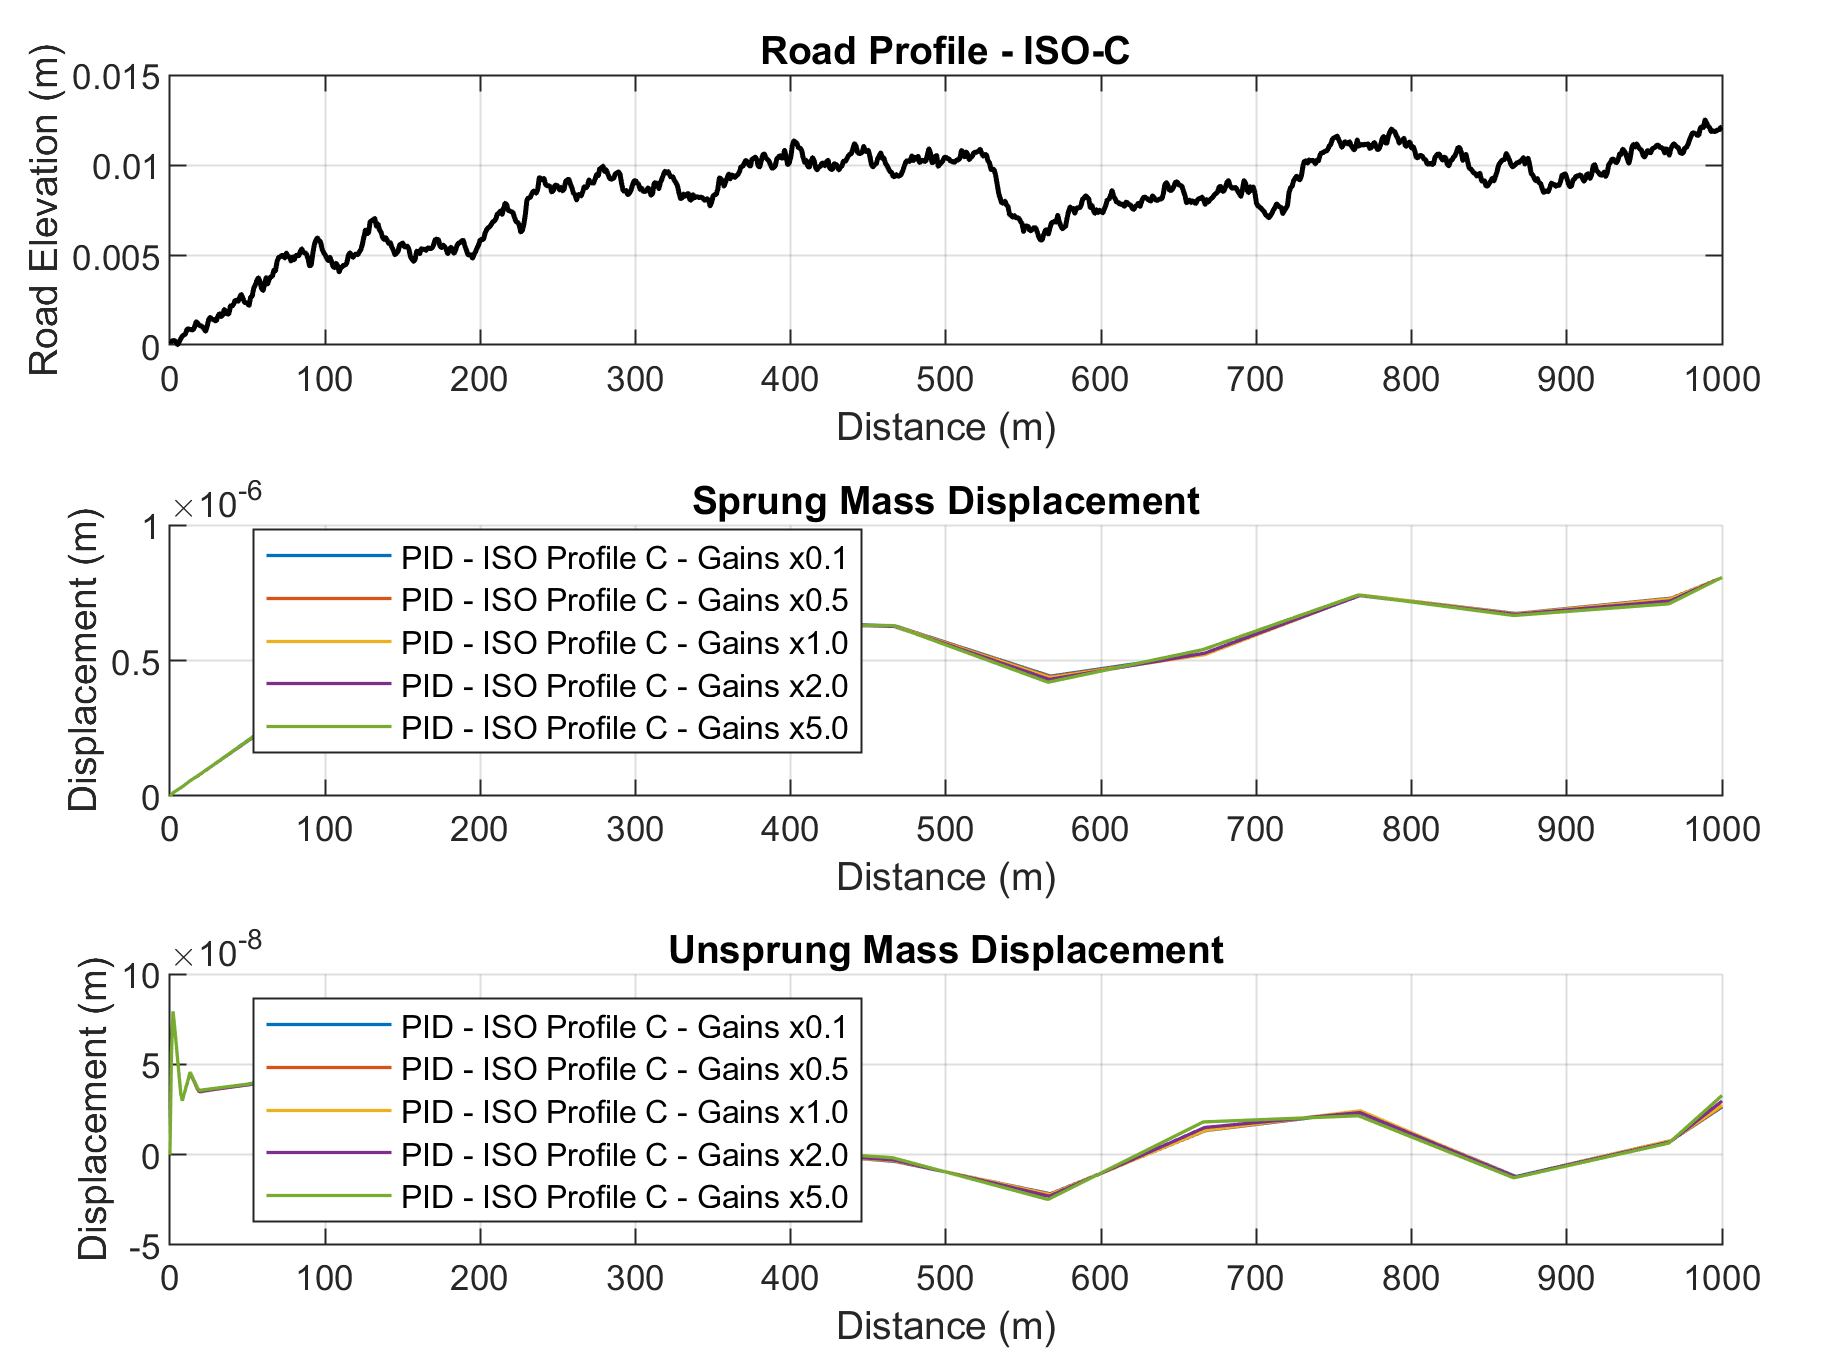 Road Profile - ISO-C
Road Elevation (m)
0.015
0.01
0.005
0
0 100 200 300 400 500 600 700 800 900 1000
Distance (m)
Sprung Mass Displacement
×10-6
Displacement (m)
1
0.5
0
PID - ISO Profile C - Gains x0.1
PID - ISO Profile C - Gains x0.5
PID - ISO Profile C - Gains x1.0
PID - ISO Profile C - Gains x2.0
PID - ISO Profile C - Gains x5.0
0 100 200 300 400 500 600 700 800 900 1000
Distance (m)
Unsprung Mass Displacement
×10-8
Displacement (m)
10
5
0
-5
PID - ISO Profile C - Gains x0.1
PID - ISO Profile C - Gains x0.5
PID - ISO Profile C - Gains x1.0
PID - ISO Profile C - Gains x2.0
PID - ISO Profile C - Gains x5.0
0 100 200 300 400 500 600 700 800 900 1000
Distance (m)